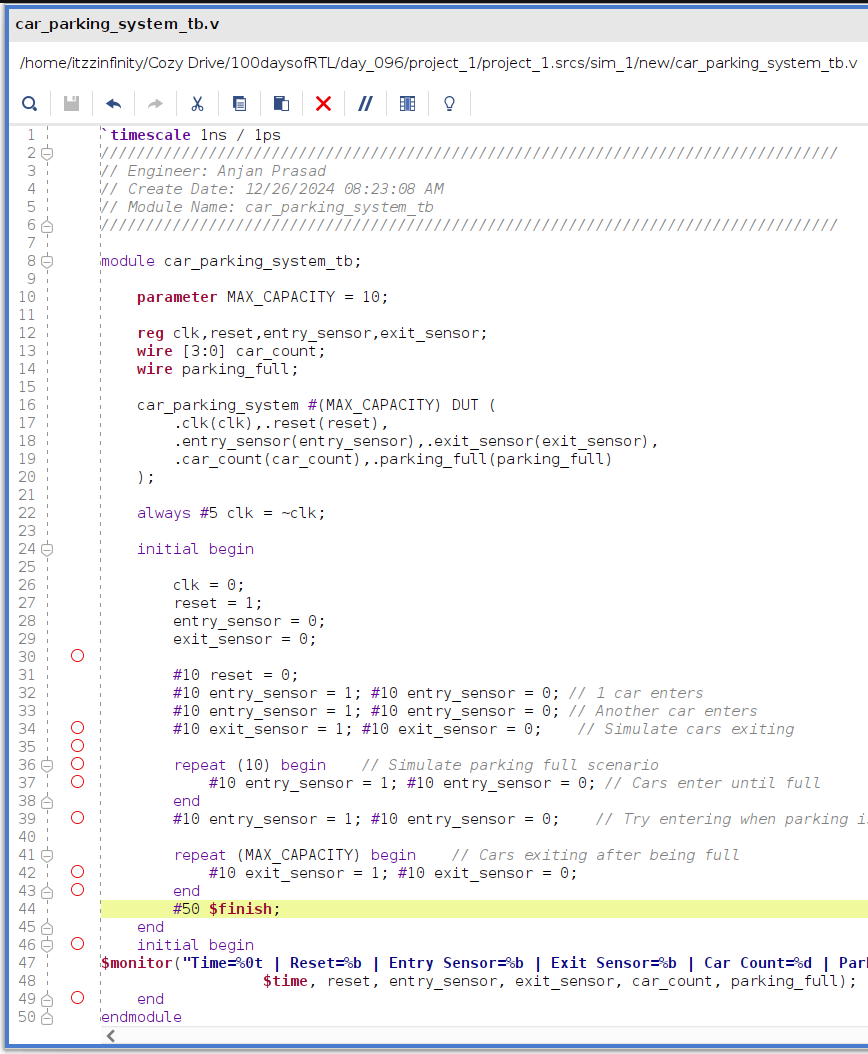 car_parking_system_tb.v
/home/itzzinfinity/Cozy Drive/100daysofRTL/day_096/project_1/project_1.srcs/sim_1/new/car_parking_system_tb.v
1 `timescale 1ns / 1ps
2 //////////////////////////////////////////////////////////////////////////////////
3 // Engineer: Anjan Prasad
4 // Create Date: 12/26/2024 08:23:08 AM
5 // Module Name: car_parking_system_tb
6 //////////////////////////////////////////////////////////////////////////////////
7
8 module car_parking_system_tb;
9
10     parameter MAX_CAPACITY = 10;
11
12     reg clk,reset,entry_sensor,exit_sensor;
13     wire [3:0] car_count;
14     wire parking_full;
15
16     car_parking_system #(MAX_CAPACITY) DUT (
17         .clk(clk),.reset(reset),
18         .entry_sensor(entry_sensor),.exit_sensor(exit_sensor),
19         .car_count(car_count),.parking_full(parking_full)
20     );
21
22     always #5 clk = ~clk;
23
24     initial begin
25
26         clk = 0;
27         reset = 1;
28         entry_sensor = 0;
29         exit_sensor = 0;
30
31         #10 reset = 0;
32         #10 entry_sensor = 1; #10 entry_sensor = 0; // 1 car enters
33         #10 entry_sensor = 1; #10 entry_sensor = 0; // Another car enters
34         #10 exit_sensor = 1; #10 exit_sensor = 0;    // Simulate cars exiting
35
36         repeat (10) begin    // Simulate parking full scenario
37             #10 entry_sensor = 1; #10 entry_sensor = 0; // Cars enter until full
38         end
39         #10 entry_sensor = 1; #10 entry_sensor = 0;    // Try entering when parking i
40
41         repeat (MAX_CAPACITY) begin    // Cars exiting after being full
42             #10 exit_sensor = 1; #10 exit_sensor = 0;
43         end
44         #50 $finish;
45     end
46     initial begin
47 $monitor("Time=%0t | Reset=%b | Entry Sensor=%b | Exit Sensor=%b | Car Count=%d | Par
48                   $time, reset, entry_sensor, exit_sensor, car_count, parking_full);
49     end
50 endmodule